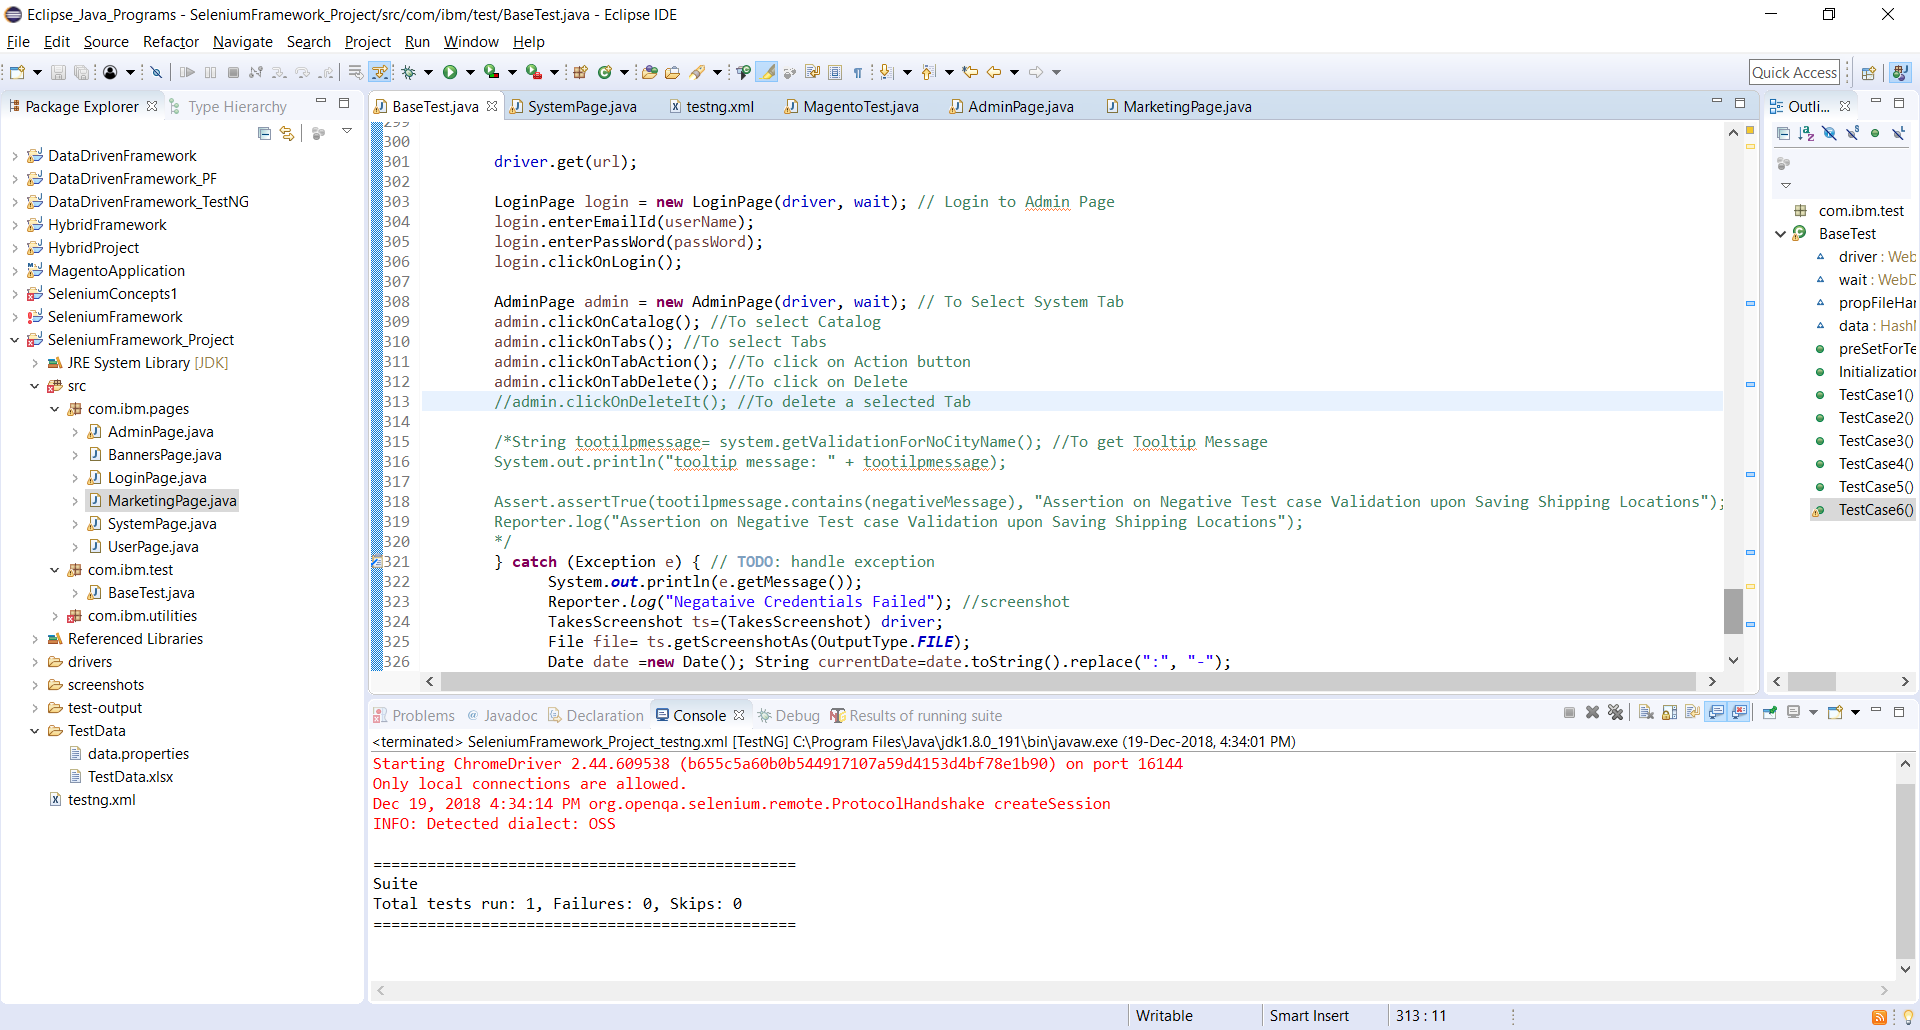 Eclipse_Java_Programs - SeleniumFramework_Project/src/com/ibm/test/BaseTest.java - Eclipse IDE
File Edit Source Refactor Navigate Search Project Run Window Help
Quick Access
Package Explorer Type Hierarchy
DataDrivenFramework
DataDrivenFramework_PF
DataDrivenFramework_TestNG
HybridFramework
HybridProject
MagentoApplication
SeleniumConcepts1
SeleniumFramework
SeleniumFramework_Project
JRE System Library [JDK]
src
com.ibm.pages
AdminPage.java
BannersPage.java
LoginPage.java
MarketingPage.java
SystemPage.java
UserPage.java
com.ibm.test
BaseTest.java
com.ibm.utilities
Referenced Libraries
drivers
screenshots
test-output
TestData
data.properties
TestData.xlsx
testng.xml
BaseTest.java SystemPage.java testng.xml MagentoTest.java AdminPage.java MarketingPage.java
299
300
301 driver.get(url);
302
303 LoginPage login = new LoginPage(driver, wait); // Login to Admin Page
304 login.enterEmailId(userName);
305 login.enterPassWord(passWord);
306 login.clickOnLogin();
307
308 AdminPage admin = new AdminPage(driver, wait); // To Select System Tab
309 admin.clickOnCatalog(); //To select Catalog
310 admin.clickOnTabs(); //To select Tabs
311 admin.clickOnTabAction(); //To click on Action button
312 admin.clickOnTabDelete(); //To click on Delete
313 //admin.clickOnDeleteIt(); //To delete a selected Tab
314
315 /*String tootilpmessage= system.getValidationForNoCityName(); //To get Tooltip Message
316 System.out.println("tooltip message: " + tootilpmessage);
317
318 Assert.assertTrue(tootilpmessage.contains(negativeMessage), "Assertion on Negative Test case Validation upon Saving Shipping Locations");
319 Reporter.log("Assertion on Negative Test case Validation upon Saving Shipping Locations");
320 */
321 } catch (Exception e) { // TODO: handle exception
322 System.out.println(e.getMessage());
323 Reporter.log("Negataive Credentials Failed"); //screenshot
324 TakesScreenshot ts=(TakesScreenshot) driver;
325 File file= ts.getScreenshotAs(OutputType.FILE);
326 Date date =new Date(); String currentDate=date.toString().replace(":", "-");
Outli...
com.ibm.test
BaseTest
driver : Web
wait : WebD
propFileHar
data : Hash
preSetForTe
Initialization
TestCase1()
TestCase2()
TestCase3()
TestCase4()
TestCase5()
TestCase6()
Problems Javadoc Declaration Console Debug Results of running suite
<terminated> SeleniumFramework_Project_testng.xml [TestNG] C:\Program Files\Java\jdk1.8.0_191\bin\javaw.exe (19-Dec-2018, 4:34:01 PM)
Starting ChromeDriver 2.44.609538 (b655c5a60b0b544917107a59d4153d4bf78e1b90) on port 16144
Only local connections are allowed.
Dec 19, 2018 4:34:14 PM org.openqa.selenium.remote.ProtocolHandshake createSession
INFO: Detected dialect: OSS
===============================================
Suite
Total tests run: 1, Failures: 0, Skips: 0
===============================================
Writable Smart Insert 313 : 11